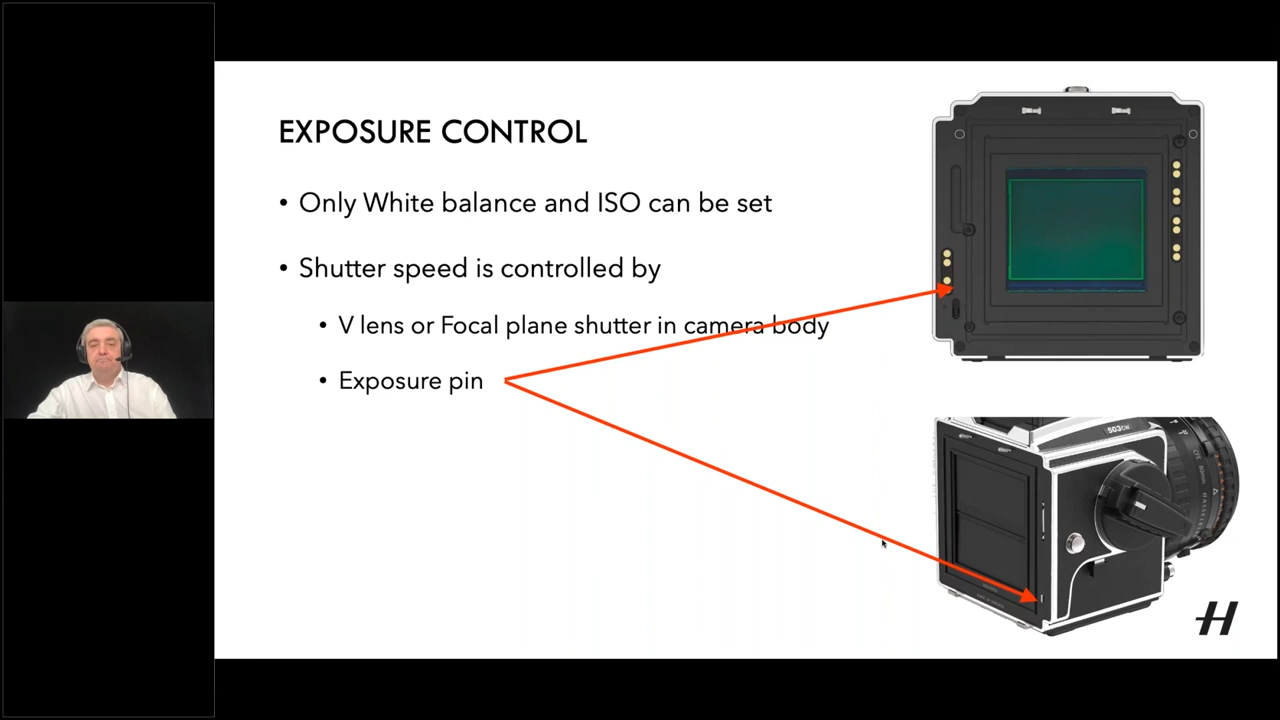 EXPOSURE CONTROL
• Only White balance and ISO can be set
• Shutter speed is controlled by
• V lens or Focal plane shutter in camera body
• Exposure pin
503CW
H